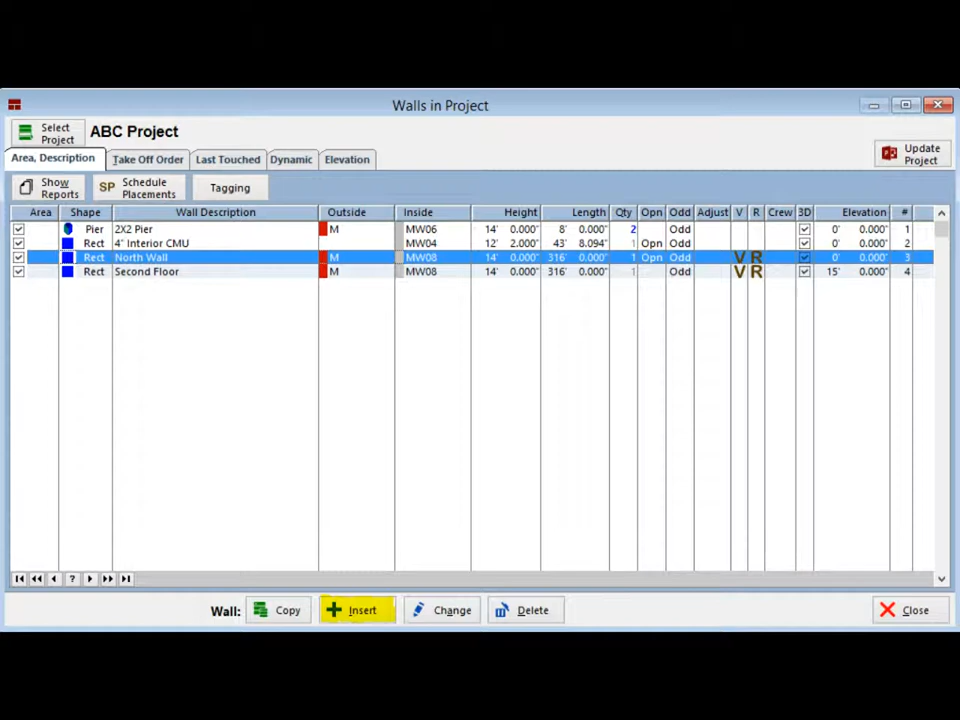 Walls in Project
Select Project
ABC Project
Update Project
Area, Description Take Off Order Last Touched Dynamic Elevation
Show Reports SP Schedule Placements Tagging
Area Shape Wall Description Outside Inside Height Length Qty Opn Odd Adjust V R Crew 3D Elevation #
Pier 2X2 Pier M MW06 14' 0.000" 8' 0.000" 2 Odd 0' 0.000" 1
Rect 4" Interior CMU MW04 12' 2.000" 43' 8.094" 1 Opn Odd 0' 0.000" 2
Rect North Wall M MW08 14' 0.000" 316' 0.000" 1 Opn Odd V R 0' 0.000" 3
Rect Second Floor M MW08 14' 0.000" 316' 0.000" 1 Odd V R 15' 0.000" 4
?
Wall: Copy Insert Change Delete Close